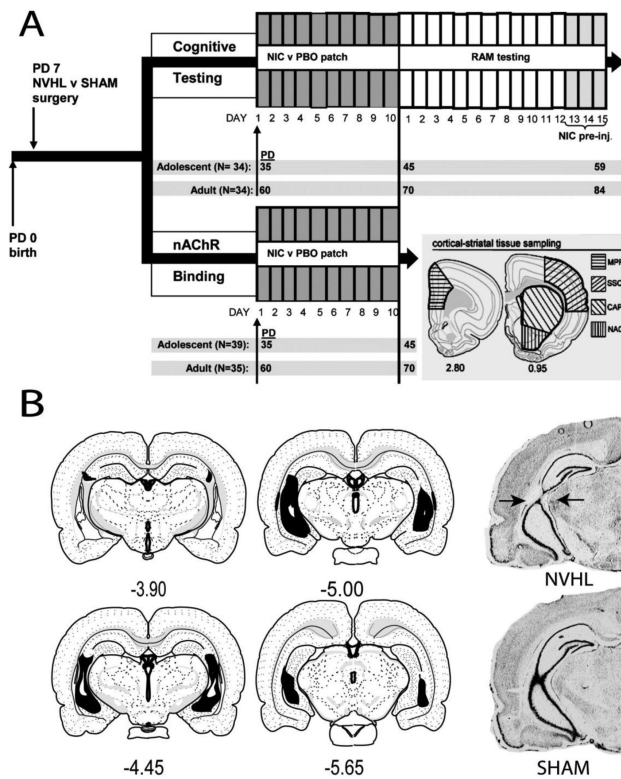 A
Cognitive
Testing
NIC v PBO patch
RAM testing
PD 7
NVHL v SHAM
surgery
DAY 1 2 3 4 5 6 7 8 9 10 1 2 3 4 5 6 7 8 9 10 11 12 13 14 15
NIC pre-inj.
PD
Adolescent (N= 34): 35 45 59
Adult (N=34): 60 70 84
PD 0
birth
nAChR
Binding
NIC v PBO patch
DAY 1 2 3 4 5 6 7 8 9 10
PD
Adolescent (N=39): 35 45
Adult (N=35): 60 70
cortical-striatal tissue sampling
SSC
2.80 0.95
B
-3.90 -5.00
NVHL
-4.45 -5.65
SHAM